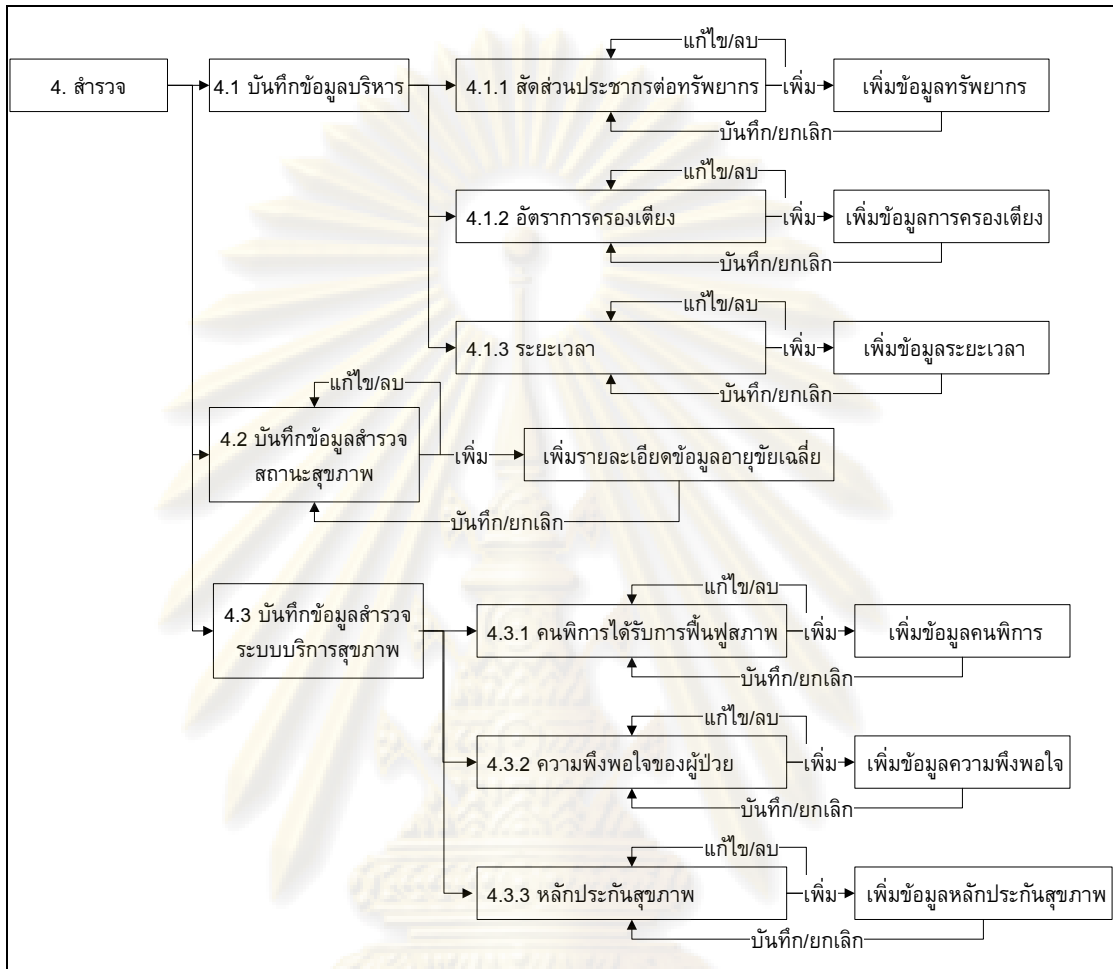 แก้ไข/ลบ
4. สำรวจ
4.1 บันทึกข้อมูลบริหาร
4.1.1 สัดส่วนประชากรต่อทรัพยากร
เพิ่ม
เพิ่มข้อมูลทรัพยากร
บันทึก/ยกเลิก
แก้ไข/ลบ
4.1.2 อัตราการครองเตียง
เพิ่ม
เพิ่มข้อมูลการครองเตียง
บันทึก/ยกเลิก
แก้ไข/ลบ
4.1.3 ระยะเวลา
เพิ่ม
เพิ่มข้อมูลระยะเวลา
บันทึก/ยกเลิก
แก้ไข/ลบ
4.2 บันทึกข้อมูลสำรวจ
สถานะสุขภาพ
เพิ่ม
เพิ่มรายละเอียดข้อมูลอายุขัยเฉลี่ย
บันทึก/ยกเลิก
4.3 บันทึกข้อมูลสำรวจ
ระบบบริการสุขภาพ
แก้ไข/ลบ
4.3.1 คนพิการได้รับการฟื้นฟูสภาพ
เพิ่ม
เพิ่มข้อมูลคนพิการ
บันทึก/ยกเลิก
แก้ไข/ลบ
4.3.2 ความพึงพอใจของผู้ป่วย
เพิ่ม
เพิ่มข้อมูลความพึงพอใจ
บันทึก/ยกเลิก
แก้ไข/ลบ
4.3.3 หลักประกันสุขภาพ
เพิ่ม
เพิ่มข้อมูลหลักประกันสุขภาพ
บันทึก/ยกเลิก